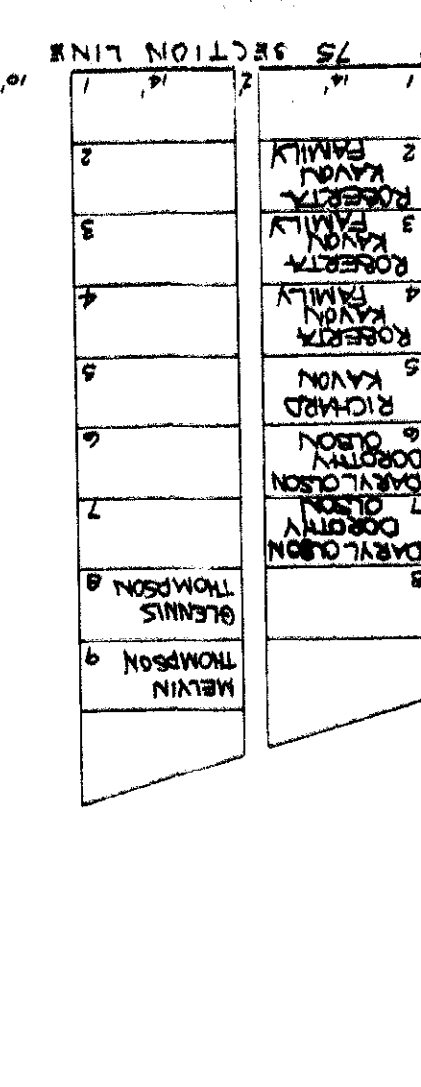 8
DARYL OLSON
DOROTHY
7 OLSON
DARYL OLSON
DOROTHY
6 OLSON
RICHARD
KAVON
5
ROBERTA
KAVON
4 FAMILY
ROBERTA
KAVON
3 FAMILY
ROBERTA
KAVON
2 FAMILY
1 14' 2'
MELVIN
THOMPSON 9
GLENNIS
THOMPSON 8
7
6
5
4
3
2
14' 1 10'
75 SECTION LINE